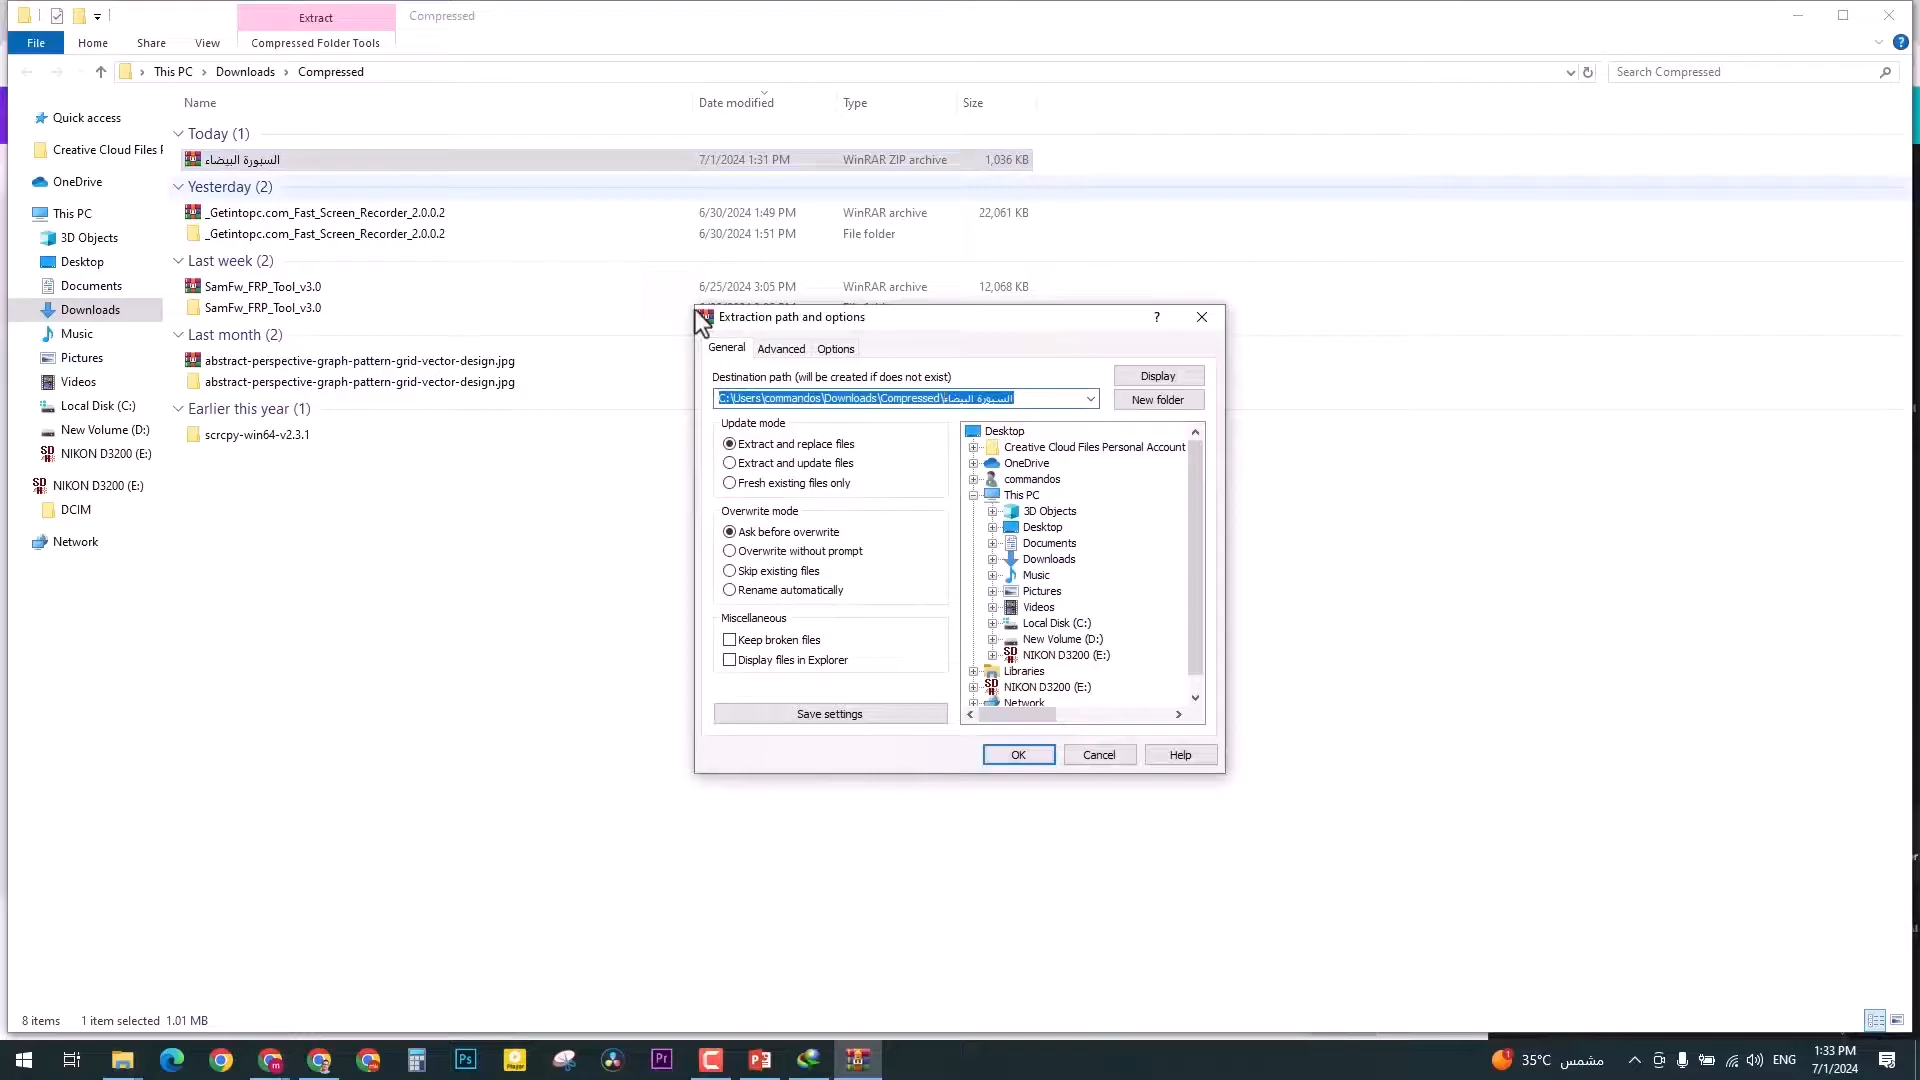 Extract
Compressed
File
Home
Share
View
Compressed Folder Tools
This PC
Downloads
Compressed
Search Compressed
Name
Date modified
Type
Size
Quick access
Creative Cloud Files
OneDrive
This PC
3D Objects
Desktop
Documents
Downloads
Music
Pictures
Videos
Local Disk (C:)
New Volume (D:)
NIKON D3200 (E:)
NIKON D3200 (E:)
DCIM
Network
Today (1)
السبورة البيضاء 7/1/2024 1:31 PM WinRAR ZIP archive 1,036 KB
Yesterday (2)
_Getintopc.com_Fast_Screen_Recorder_2.0.0.2 6/30/2024 1:49 PM WinRAR archive 22,061 KB
_Getintopc.com_Fast_Screen_Recorder_2.0.0.2 6/30/2024 1:51 PM File folder
Last week (2)
SamFw_FRP_Tool_v3.0 6/25/2024 3:05 PM WinRAR archive 12,068 KB
SamFw_FRP_Tool_v3.0
Last month (2)
abstract-perspective-graph-pattern-grid-vector-design.jpg
abstract-perspective-graph-pattern-grid-vector-design.jpg
Earlier this year (1)
scrcpy-win64-v2.3.1
Extraction path and options
?
General
Advanced
Options
Destination path (will be created if does not exist)
C:\Users\commandos\Downloads\Compressed\السبورة البيضاء
Display
New folder
Update mode
Extract and replace files
Extract and update files
Fresh existing files only
Overwrite mode
Ask before overwrite
Overwrite without prompt
Skip existing files
Rename automatically
Miscellaneous
Keep broken files
Display files in Explorer
Save settings
Desktop
Creative Cloud Files Personal Account
OneDrive
commandos
This PC
3D Objects
Desktop
Documents
Downloads
Music
Pictures
Videos
Local Disk (C:)
New Volume (D:)
NIKON D3200 (E:)
Libraries
NIKON D3200 (E:)
Network
OK
Cancel
Help
8 items
1 item selected 1.01 MB
Ps
Pr
35°C مشمس
ENG
1:33 PM
7/1/2024